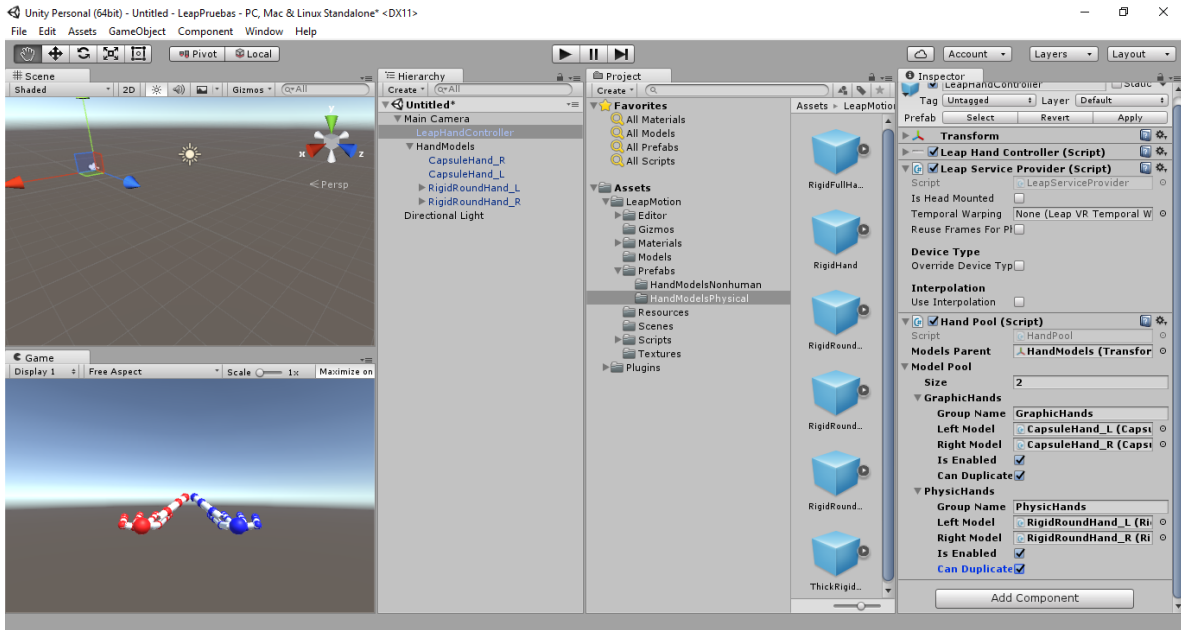 Unity Personal (64bit) - Untitled - LeapPruebas - PC, Mac & Linux Standalone* <DX11>
File Edit Assets GameObject Component Window Help
Pivot Local Account Layers Layout
Scene
Shaded 2D Gizmos All
y
x z
Persp
Game
Display 1 Free Aspect Scale 1x Maximize on
Hierarchy
Create All
Untitled*
Main Camera
LeapHandController
HandModels
CapsuleHand_R
CapsuleHand_L
RigidRoundHand_L
RigidRoundHand_R
Directional Light
Project
Create
Favorites
All Materials
All Models
All Prefabs
All Scripts
Assets
LeapMotion
Editor
Gizmos
Materials
Models
Prefabs
HandModelsNonhuman
HandModelsPhysical
Resources
Scenes
Scripts
Textures
Plugins
Assets LeapMotio
RigidFullHa...
RigidHand
RigidRound...
RigidRound...
RigidRound...
ThickRigid...
Inspector
LeapHandController Static
Tag Untagged Layer Default
Prefab Select Revert Apply
Transform
Leap Hand Controller (Script)
Leap Service Provider (Script)
Script LeapServiceProvider
Is Head Mounted
Temporal Warping None (Leap VR Temporal W
Reuse Frames For Ph
Device Type
Override Device Typ
Interpolation
Use Interpolation
Hand Pool (Script)
Script HandPool
Models Parent HandModels (Transfor
Model Pool
Size 2
GraphicHands
Group Name GraphicHands
Left Model CapsuleHand_L (Capsu
Right Model CapsuleHand_R (Capsu
Is Enabled
Can Duplicate
PhysicHands
Group Name PhysicHands
Left Model RigidRoundHand_L (Ri
Right Model RigidRoundHand_R (Ri
Is Enabled
Can Duplicate
Add Component